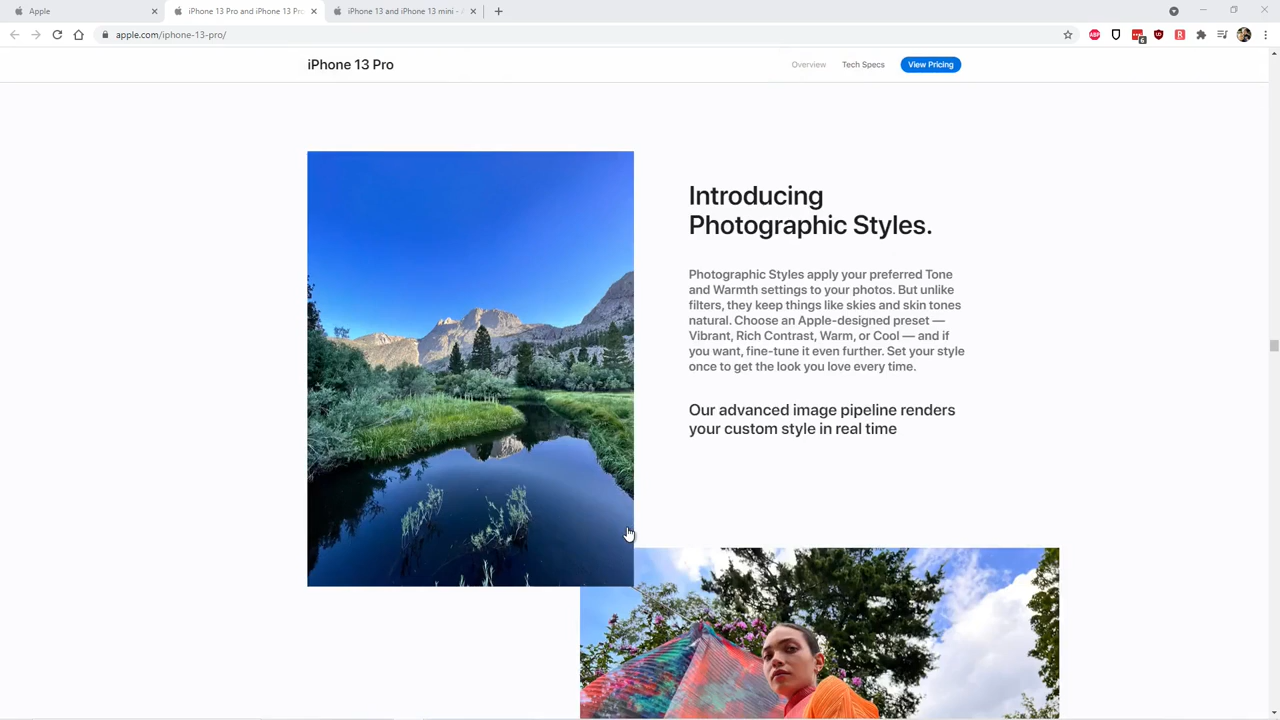 Apple
iPhone 13 Pro and iPhone 13 Pr
iPhone 13 and iPhone 13 mini -
apple.com/iphone-13-pro/
6
iPhone 13 Pro
Overview
Tech Specs
View Pricing
Introducing
Photographic Styles.
Photographic Styles apply your preferred Tone
and Warmth settings to your photos. But unlike
filters, they keep things like skies and skin tones
natural. Choose an Apple-designed preset —
Vibrant, Rich Contrast, Warm, or Cool — and if
you want, fine-tune it even further. Set your style
once to get the look you love every time.
Our advanced image pipeline renders
your custom style in real time